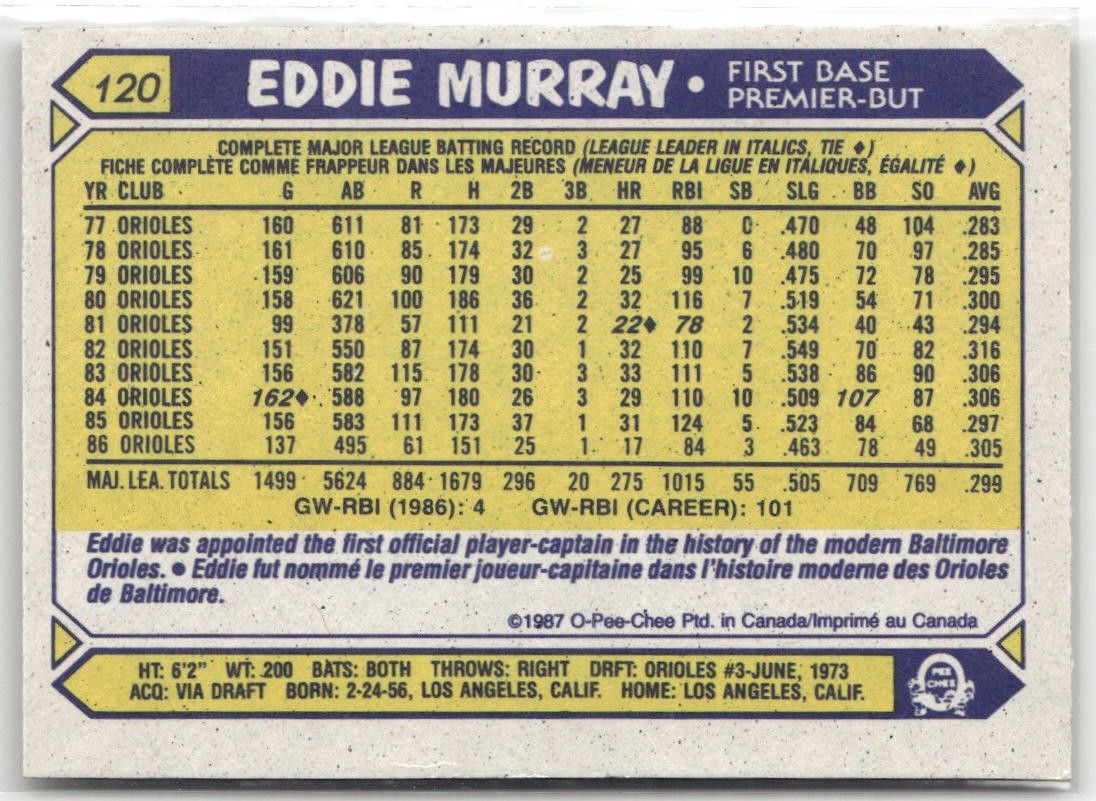 120 EDDIE MURRAY • FIRST BASE
PREMIER-BUT
COMPLETE MAJOR LEAGUE BATTING RECORD (LEAGUE LEADER IN ITALICS, TIE ♦)
FICHE COMPLÈTE COMME FRAPPEUR DANS LES MAJEURES (MENEUR DE LA LIGUE EN ITALIQUES, ÉGALITÉ ♦)
YR CLUB G AB R H 2B 3B HR RBI SB SLG BB SO AVG
77 ORIOLES 160 611 81 173 29 2 27 88 0 .470 48 104 .283
78 ORIOLES 161 610 85 174 32 3 27 95 6 .480 70 97 .285
79 ORIOLES 159 606 90 179 30 2 25 99 10 .475 72 78 .295
80 ORIOLES 158 621 100 186 36 2 32 116 7 .519 54 71 .300
81 ORIOLES 99 378 57 111 21 2 22♦ 78 2 .534 40 43 .294
82 ORIOLES 151 550 87 174 30 1 32 110 7 .549 70 82 .316
83 ORIOLES 156 582 115 178 30 3 33 111 5 .538 86 90 .306
84 ORIOLES 162♦ 588 97 180 26 3 29 110 10 .509 107 87 .306
85 ORIOLES 156 583 111 173 37 1 31 124 5 .523 84 68 .297
86 ORIOLES 137 495 61 151 25 1 17 84 3 .463 78 49 .305
MAJ. LEA. TOTALS 1499 5624 884 1679 296 20 275 1015 55 .505 709 769 .299
GW-RBI (1986): 4 GW-RBI (CAREER): 101
Eddie was appointed the first official player-captain in the history of the modern Baltimore
Orioles. • Eddie fut nommé le premier joueur-capitaine dans l'histoire moderne des Orioles
de Baltimore.
©1987 O-Pee-Chee Ptd. in Canada/Imprimé au Canada
HT: 6'2" WT: 200 BATS: BOTH THROWS: RIGHT DRFT: ORIOLES #3-JUNE, 1973
ACQ: VIA DRAFT BORN: 2-24-56, LOS ANGELES, CALIF. HOME: LOS ANGELES, CALIF.
O
PEE
CHEE